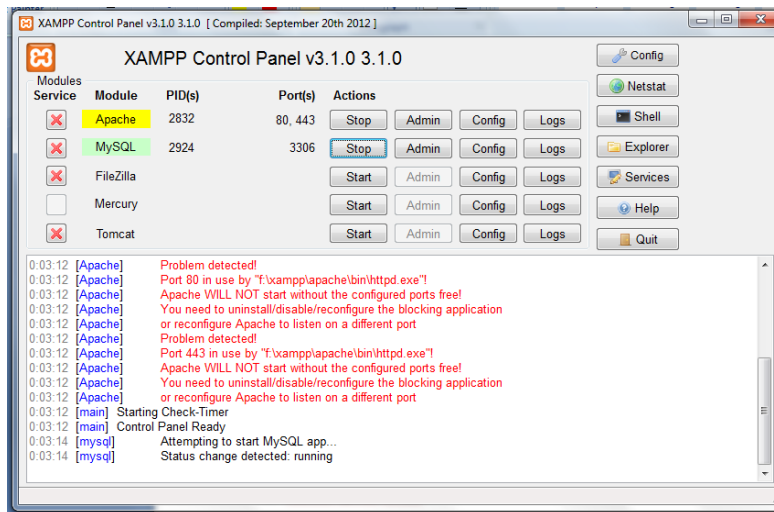 XAMPP Control Panel v3.1.0 3.1.0 [ Compiled: September 20th 2012 ]
XAMPP Control Panel v3.1.0 3.1.0
Config
Modules
Service Module PID(s) Port(s) Actions
Netstat
Apache 2832 80, 443 Stop Admin Config Logs
Shell
MySQL 2924 3306 Stop Admin Config Logs
Explorer
FileZilla Start Admin Config Logs
Services
Mercury Start Admin Config Logs
Help
Tomcat Start Admin Config Logs
Quit
0:03:12 [Apache] Problem detected!
0:03:12 [Apache] Port 80 in use by "f:\xampp\apache\bin\httpd.exe"!
0:03:12 [Apache] Apache WILL NOT start without the configured ports free!
0:03:12 [Apache] You need to uninstall/disable/reconfigure the blocking application
0:03:12 [Apache] or reconfigure Apache to listen on a different port
0:03:12 [Apache] Problem detected!
0:03:12 [Apache] Port 443 in use by "f:\xampp\apache\bin\httpd.exe"!
0:03:12 [Apache] Apache WILL NOT start without the configured ports free!
0:03:12 [Apache] You need to uninstall/disable/reconfigure the blocking application
0:03:12 [Apache] or reconfigure Apache to listen on a different port
0:03:12 [main] Starting Check-Timer
0:03:12 [main] Control Panel Ready
0:03:14 [mysql] Attempting to start MySQL app...
0:03:14 [mysql] Status change detected: running